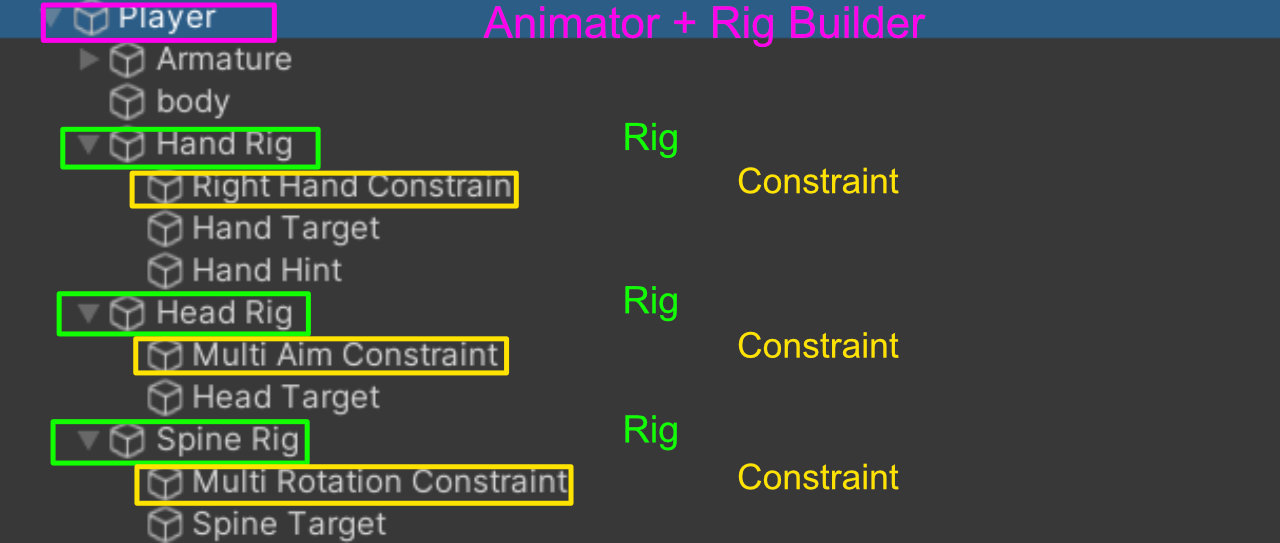 Player Animator + Rig Builder
Armature
body
Hand Rig Rig
Right Hand Constrain Constraint
Hand Target
Hand Hint
Head Rig Rig
Multi Aim Constraint Constraint
Head Target
Spine Rig Rig
Multi Rotation Constraint Constraint
Spine Target